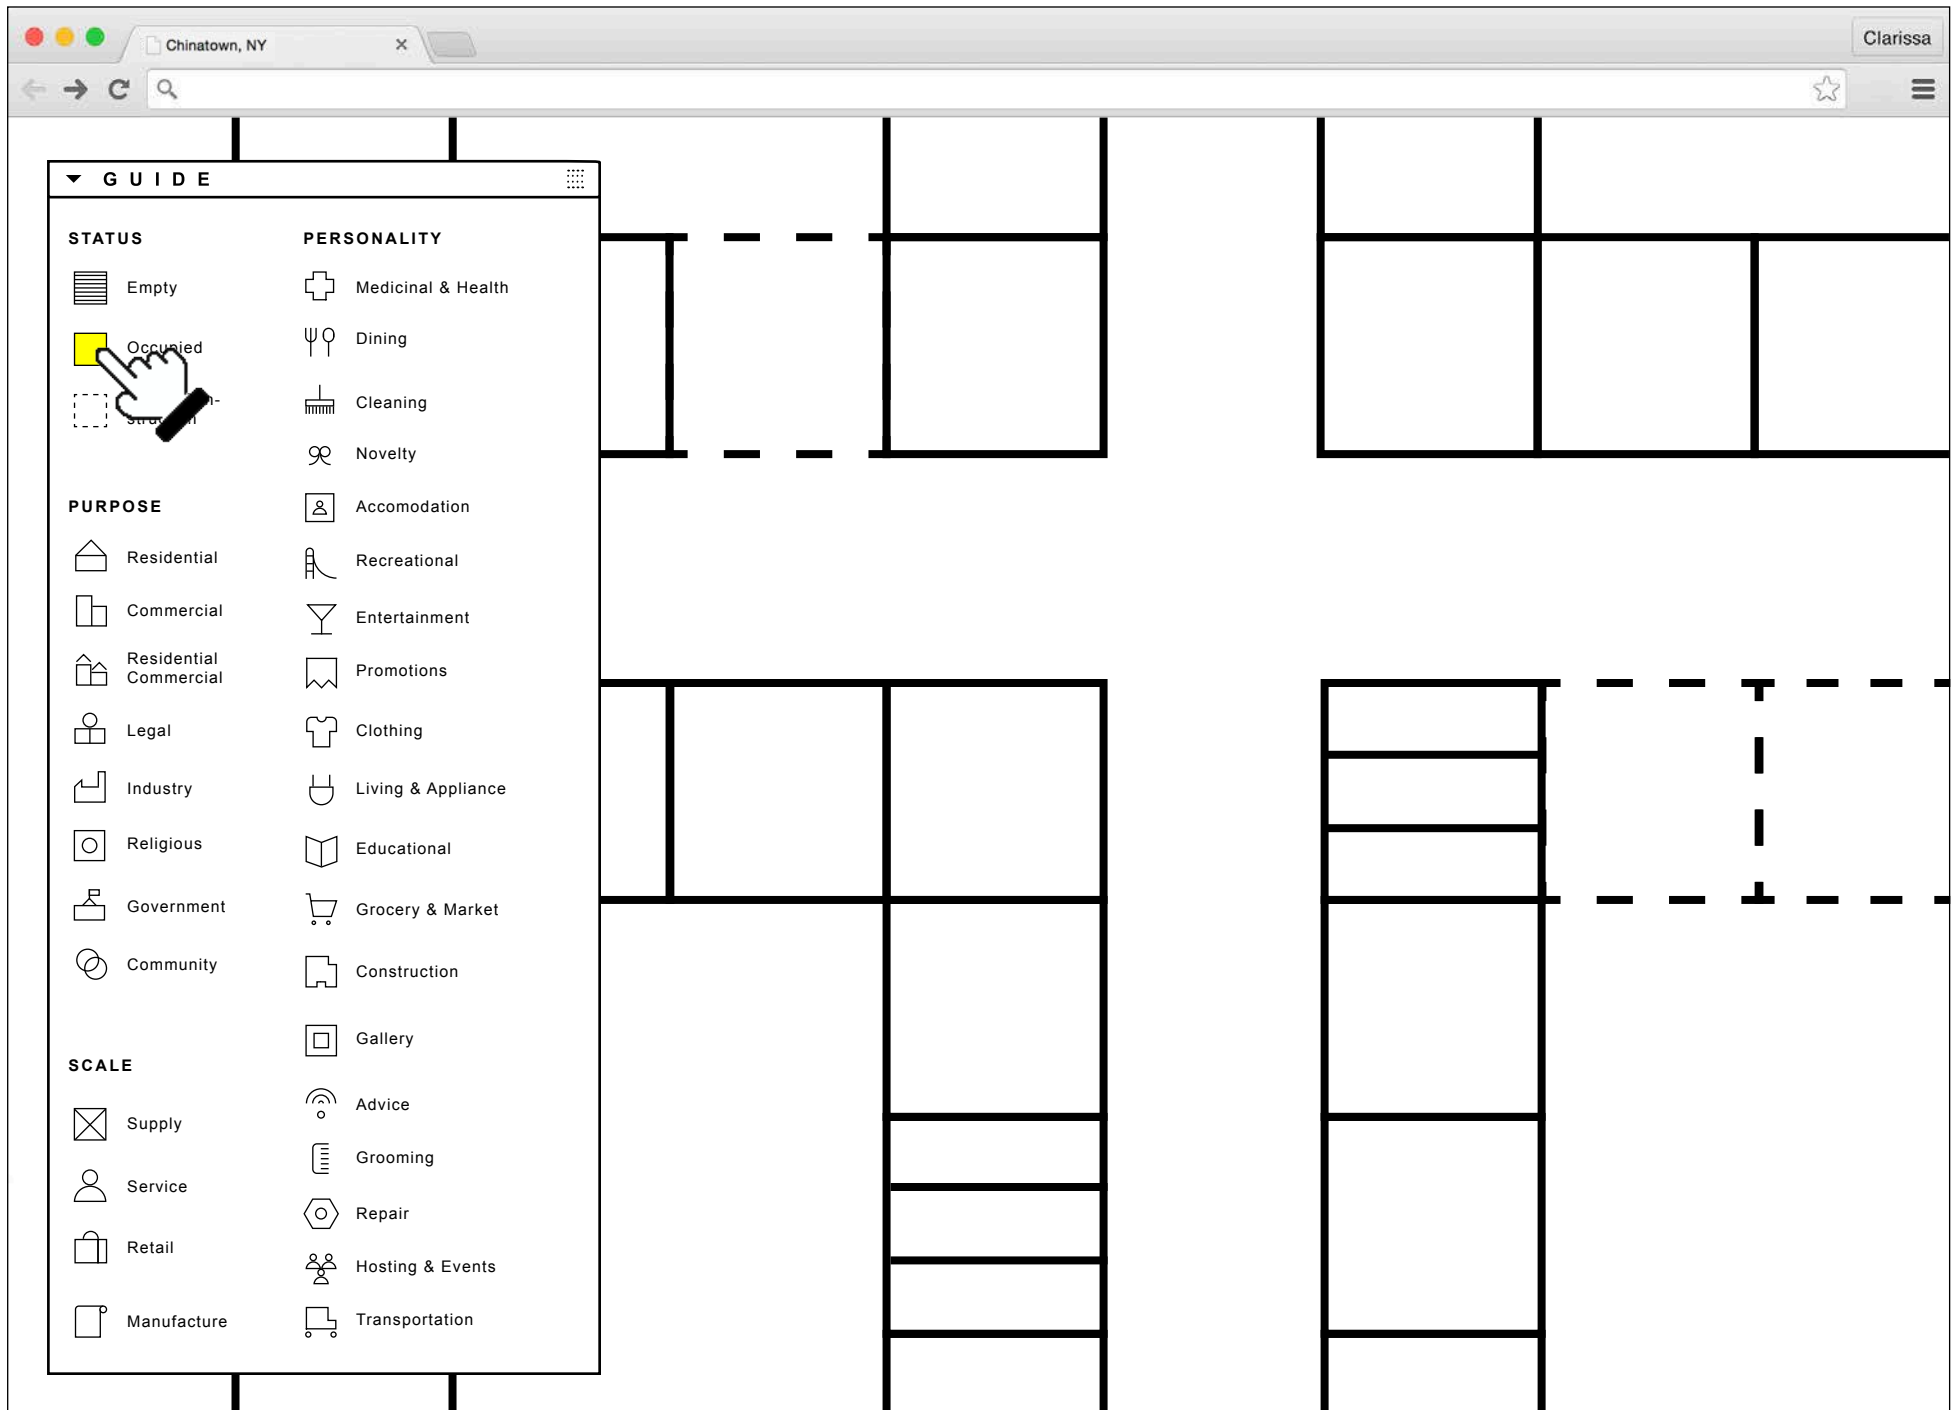 Chinatown, NY
Clarissa
GUIDE
STATUS
Empty
Occupied
PURPOSE
Residential
Commercial
Residential
Commercial
Legal
Industry
Religious
Government
Community
SCALE
Supply
Service
Retail
Manufacture
PERSONALITY
Medicinal & Health
Dining
Cleaning
Novelty
Accomodation
Recreational
Entertainment
Promotions
Clothing
Living & Appliance
Educational
Grocery & Market
Construction
Gallery
Advice
Grooming
Repair
Hosting & Events
Transportation